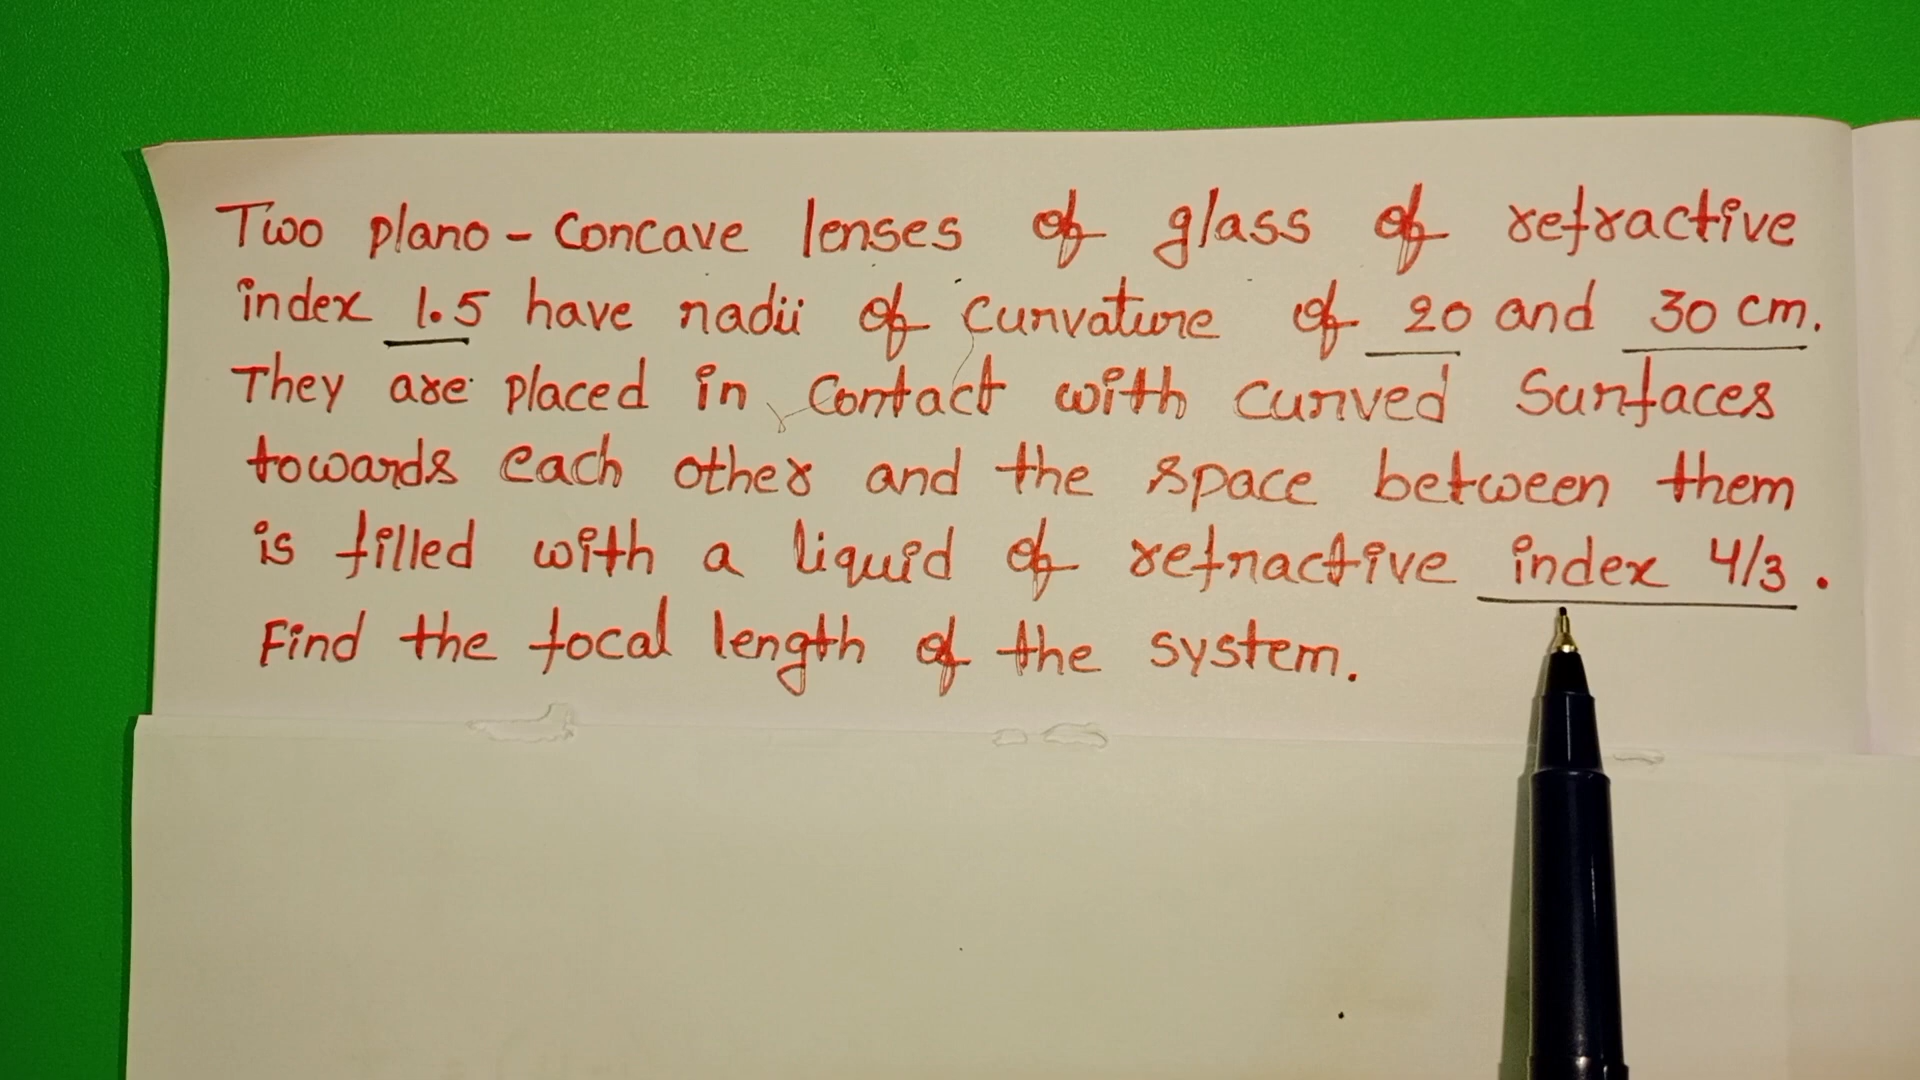 Two plano-concave lenses of glass of refractive
index 1.5 have radii of curvature of 20 and 30 cm.
They are placed in contact with curved surfaces
towards each other and the space between them
is filled with a liquid of refractive index 4/3.
Find the focal length of the system.